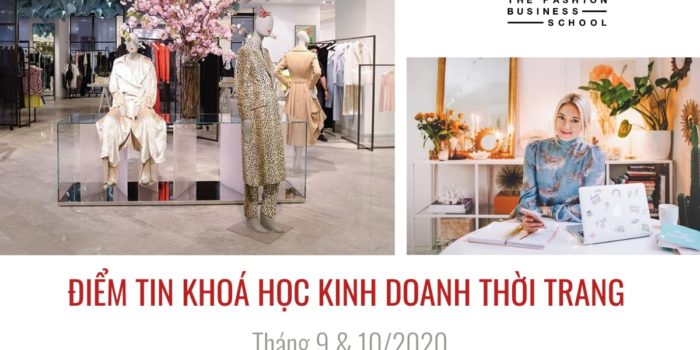 THE FASHION
BUSINESS
SCHOOL
ĐIỂM TIN KHOÁ HỌC KINH DOANH THỜI TRANG
Tháng 9 & 10/2020